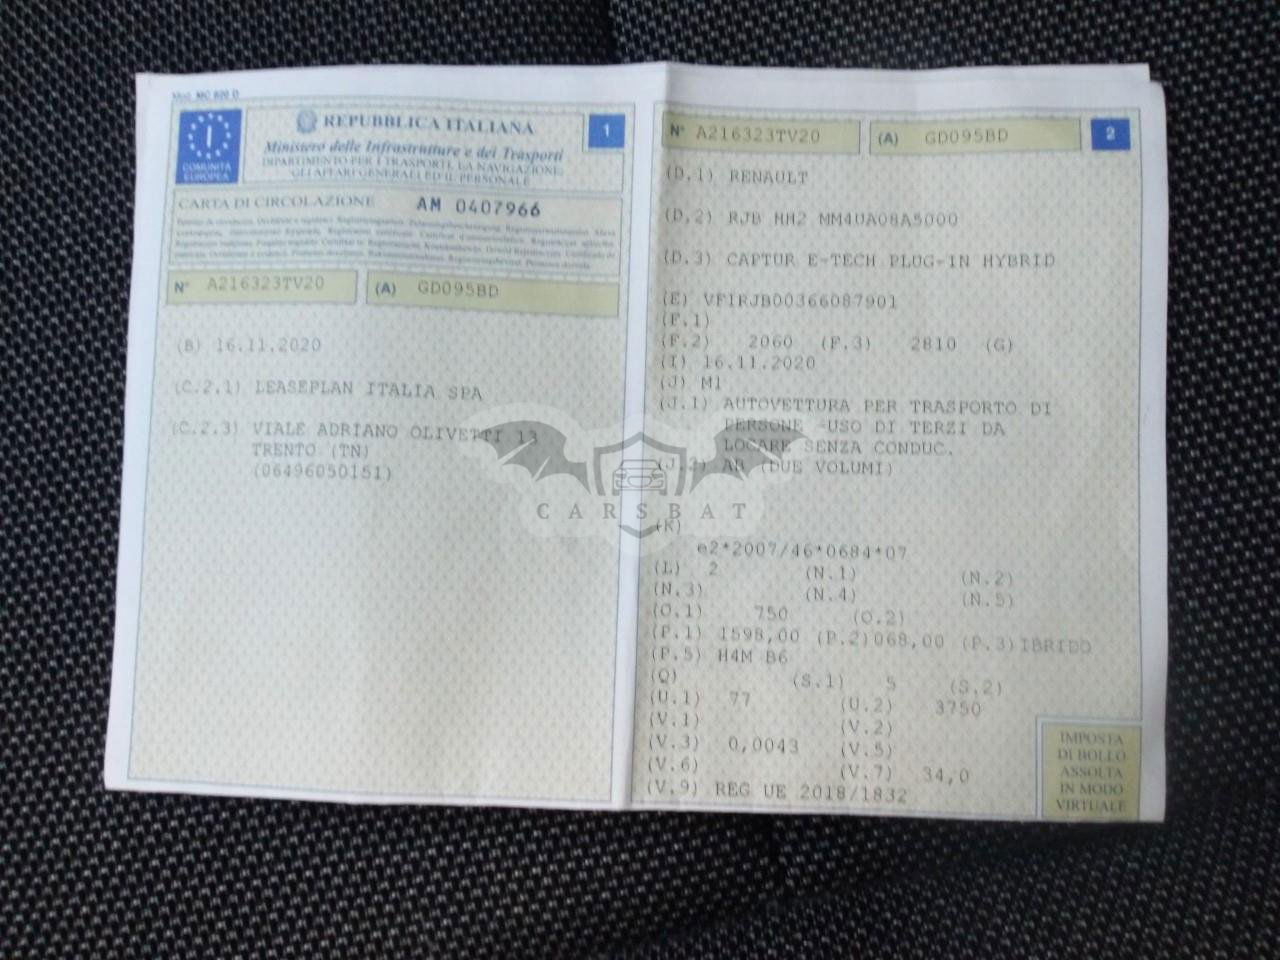 Mod. MC 820 D
COMUNITÀ
EUROPEA
I
REPUBBLICA ITALIANA
1
Ministero delle Infrastrutture e dei Trasporti
DIPARTIMENTO PER I TRASPORTI, LA NAVIGAZIONE,
GLI AFFARI GENERALI ED IL PERSONALE
CARTA DI CIRCOLAZIONE AM 0407966
N° A216323TV20 (A) GD095BD
(B) 16.11.2020
(C.2.1) LEASEPLAN ITALIA SPA
(C.2.3) VIALE ADRIANO OLIVETTI 13
TRENTO (TN)
(06496050151)
N° A216323TV20 (A) GD095BD 2
(D.1) RENAULT
(D.2) RJB HH2 MM4UA08A5000
(D.3) CAPTUR E-TECH PLUG-IN HYBRID
(E) VF1RJB00366087901
(F.1)
(F.2) 2060 (F.3) 2810 (G)
(I) 16.11.2020
(J) M1
(J.1) AUTOVETTURA PER TRASPORTO DI
PERSONE -USO DI TERZI DA
LOCARE SENZA CONDUC.
(J.2) AB (DUE VOLUMI)
(K)
e2*2007/46*0684*07
(L) 2 (N.1) (N.2)
(N.3) (N.4) (N.5)
(O.1) 750 (O.2)
(P.1) 1598,00 (P.2)068,00 (P.3)IBRIDO
(P.5) H4M B6
(Q) (S.1) 5 (S.2)
(U.1) 77 (U.2) 3750
(V.1) (V.2)
(V.3) 0,0043 (V.5)
(V.6) (V.7) 34,0
(V.9) REG UE 2018/1832
IMPOSTA
DI BOLLO
ASSOLTA
IN MODO
VIRTUALE
CARSBAT